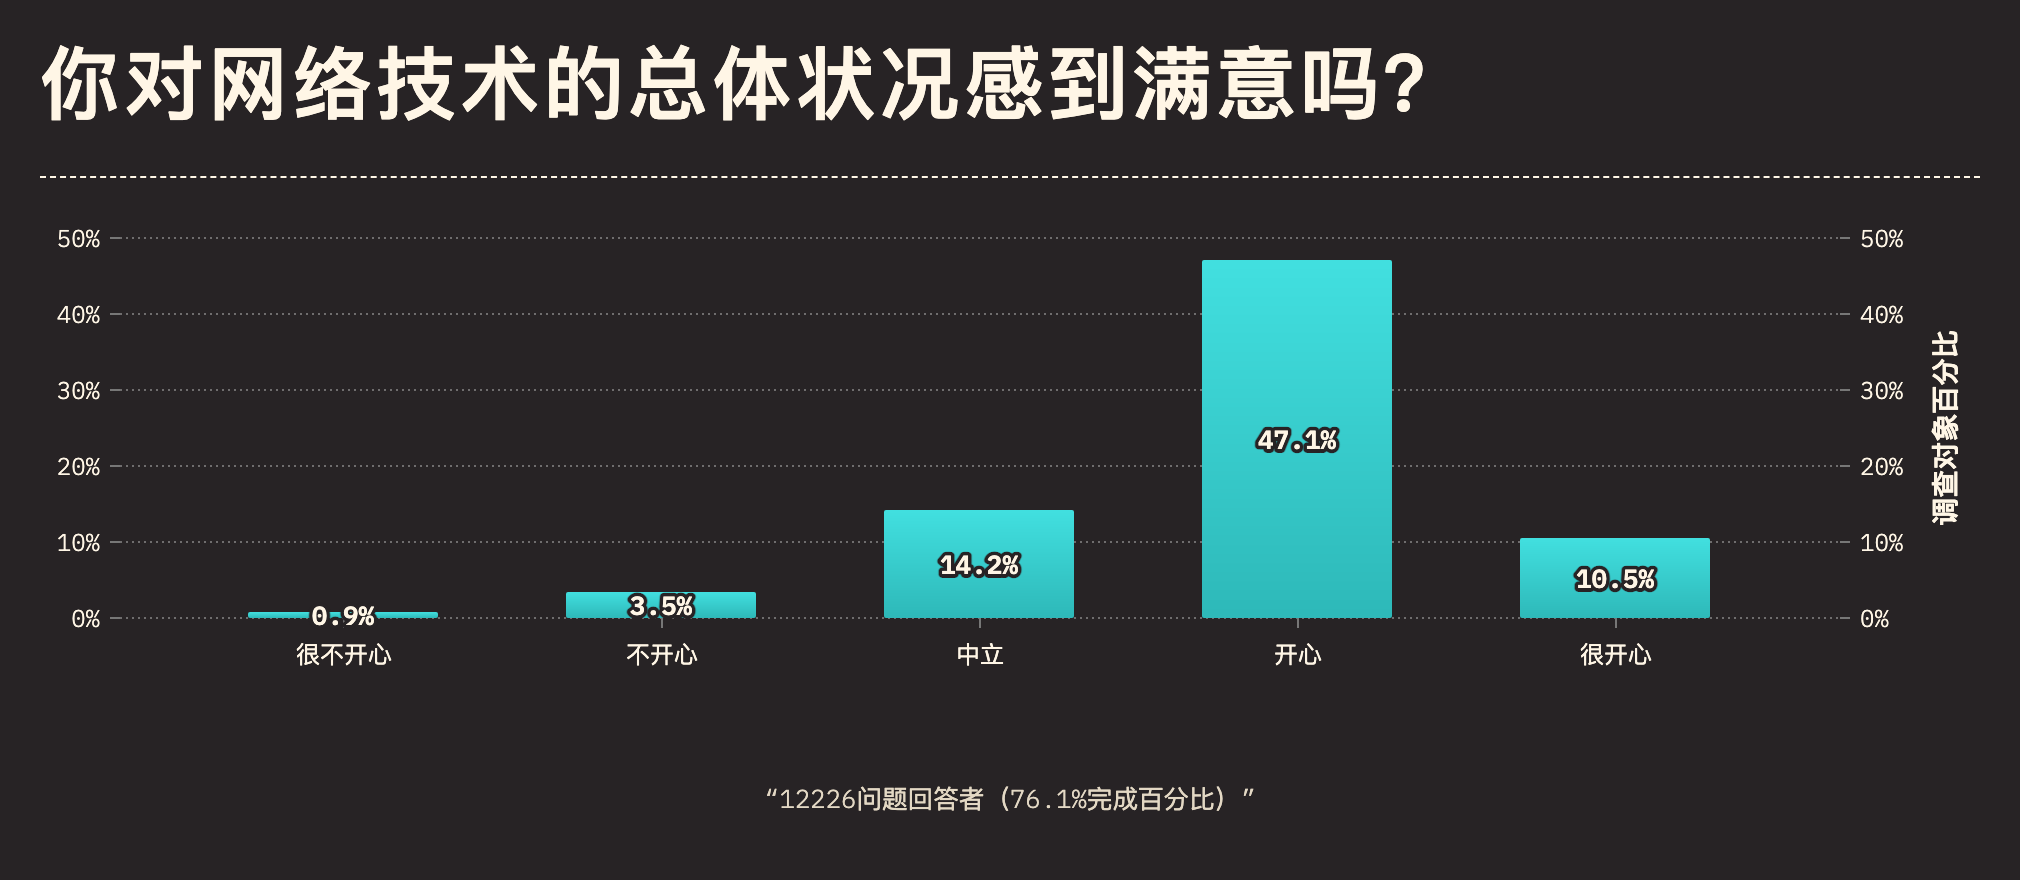 你对网络技术的总体状况感到满意吗?
50% 50%
40% 40%
30% 30%
20% 20%
10% 10%
0% 0%
调查对象百分比
47.1%
14.2%
10.5%
3.5%
0.9%
很不开心 不开心 中立 开心 很开心
“12226问题回答者（76.1%完成百分比）”